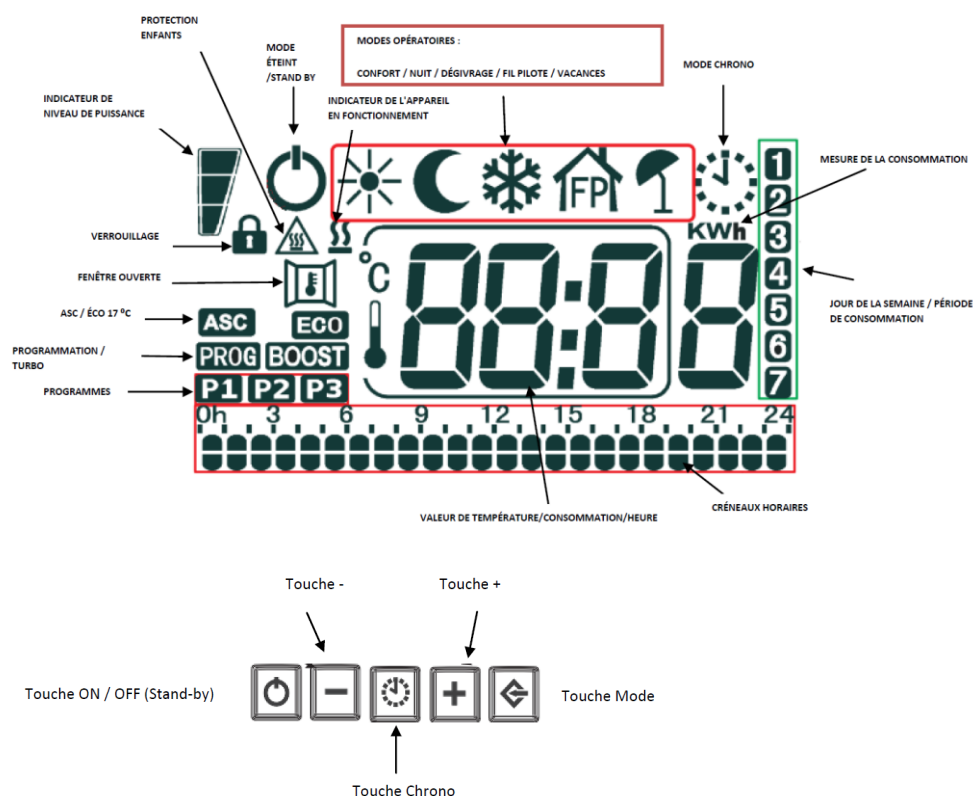 PROTECTION
ENFANTS
MODE
ÉTEINT
/STAND BY
MODES OPÉRATOIRES :
CONFORT / NUIT / DÉGIVRAGE / FIL PILOTE / VACANCES
MODE CHRONO
INDICATEUR DE
NIVEAU DE PUISSANCE
INDICATEUR DE L'APPAREIL
EN FONCTIONNEMENT
MESURE DE LA CONSOMMATION
FP
KWh
1
2
3
4
5
6
7
VERROUILLAGE
FENÊTRE OUVERTE
°C
88:88
JOUR DE LA SEMAINE / PÉRIODE
DE CONSOMMATION
ASC / ÉCO 17 ⁰C
ASC ECO
PROGRAMMATION /
TURBO
PROG BOOST
PROGRAMMES
P1 P2 P3
0h 3 6 9 12 15 18 21 24
CRÉNEAUX HORAIRES
VALEUR DE TEMPÉRATURE/CONSOMMATION/HEURE
Touche -
Touche +
Touche ON / OFF (Stand-by)
Touche Mode
Touche Chrono